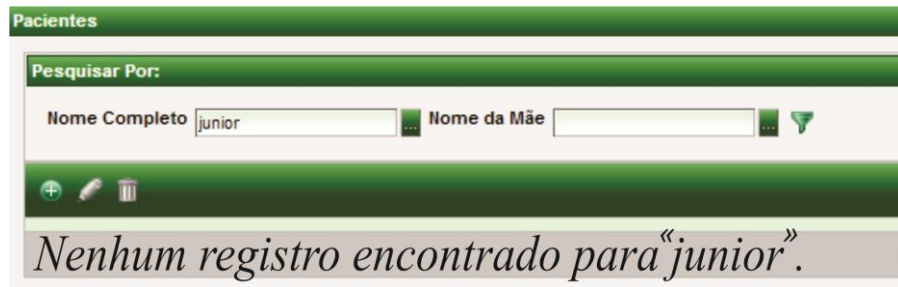 Pacientes
Pesquisar Por:
Nome Completo junior ... Nome da Mãe ...
Nenhum registro encontrado para“junior”.